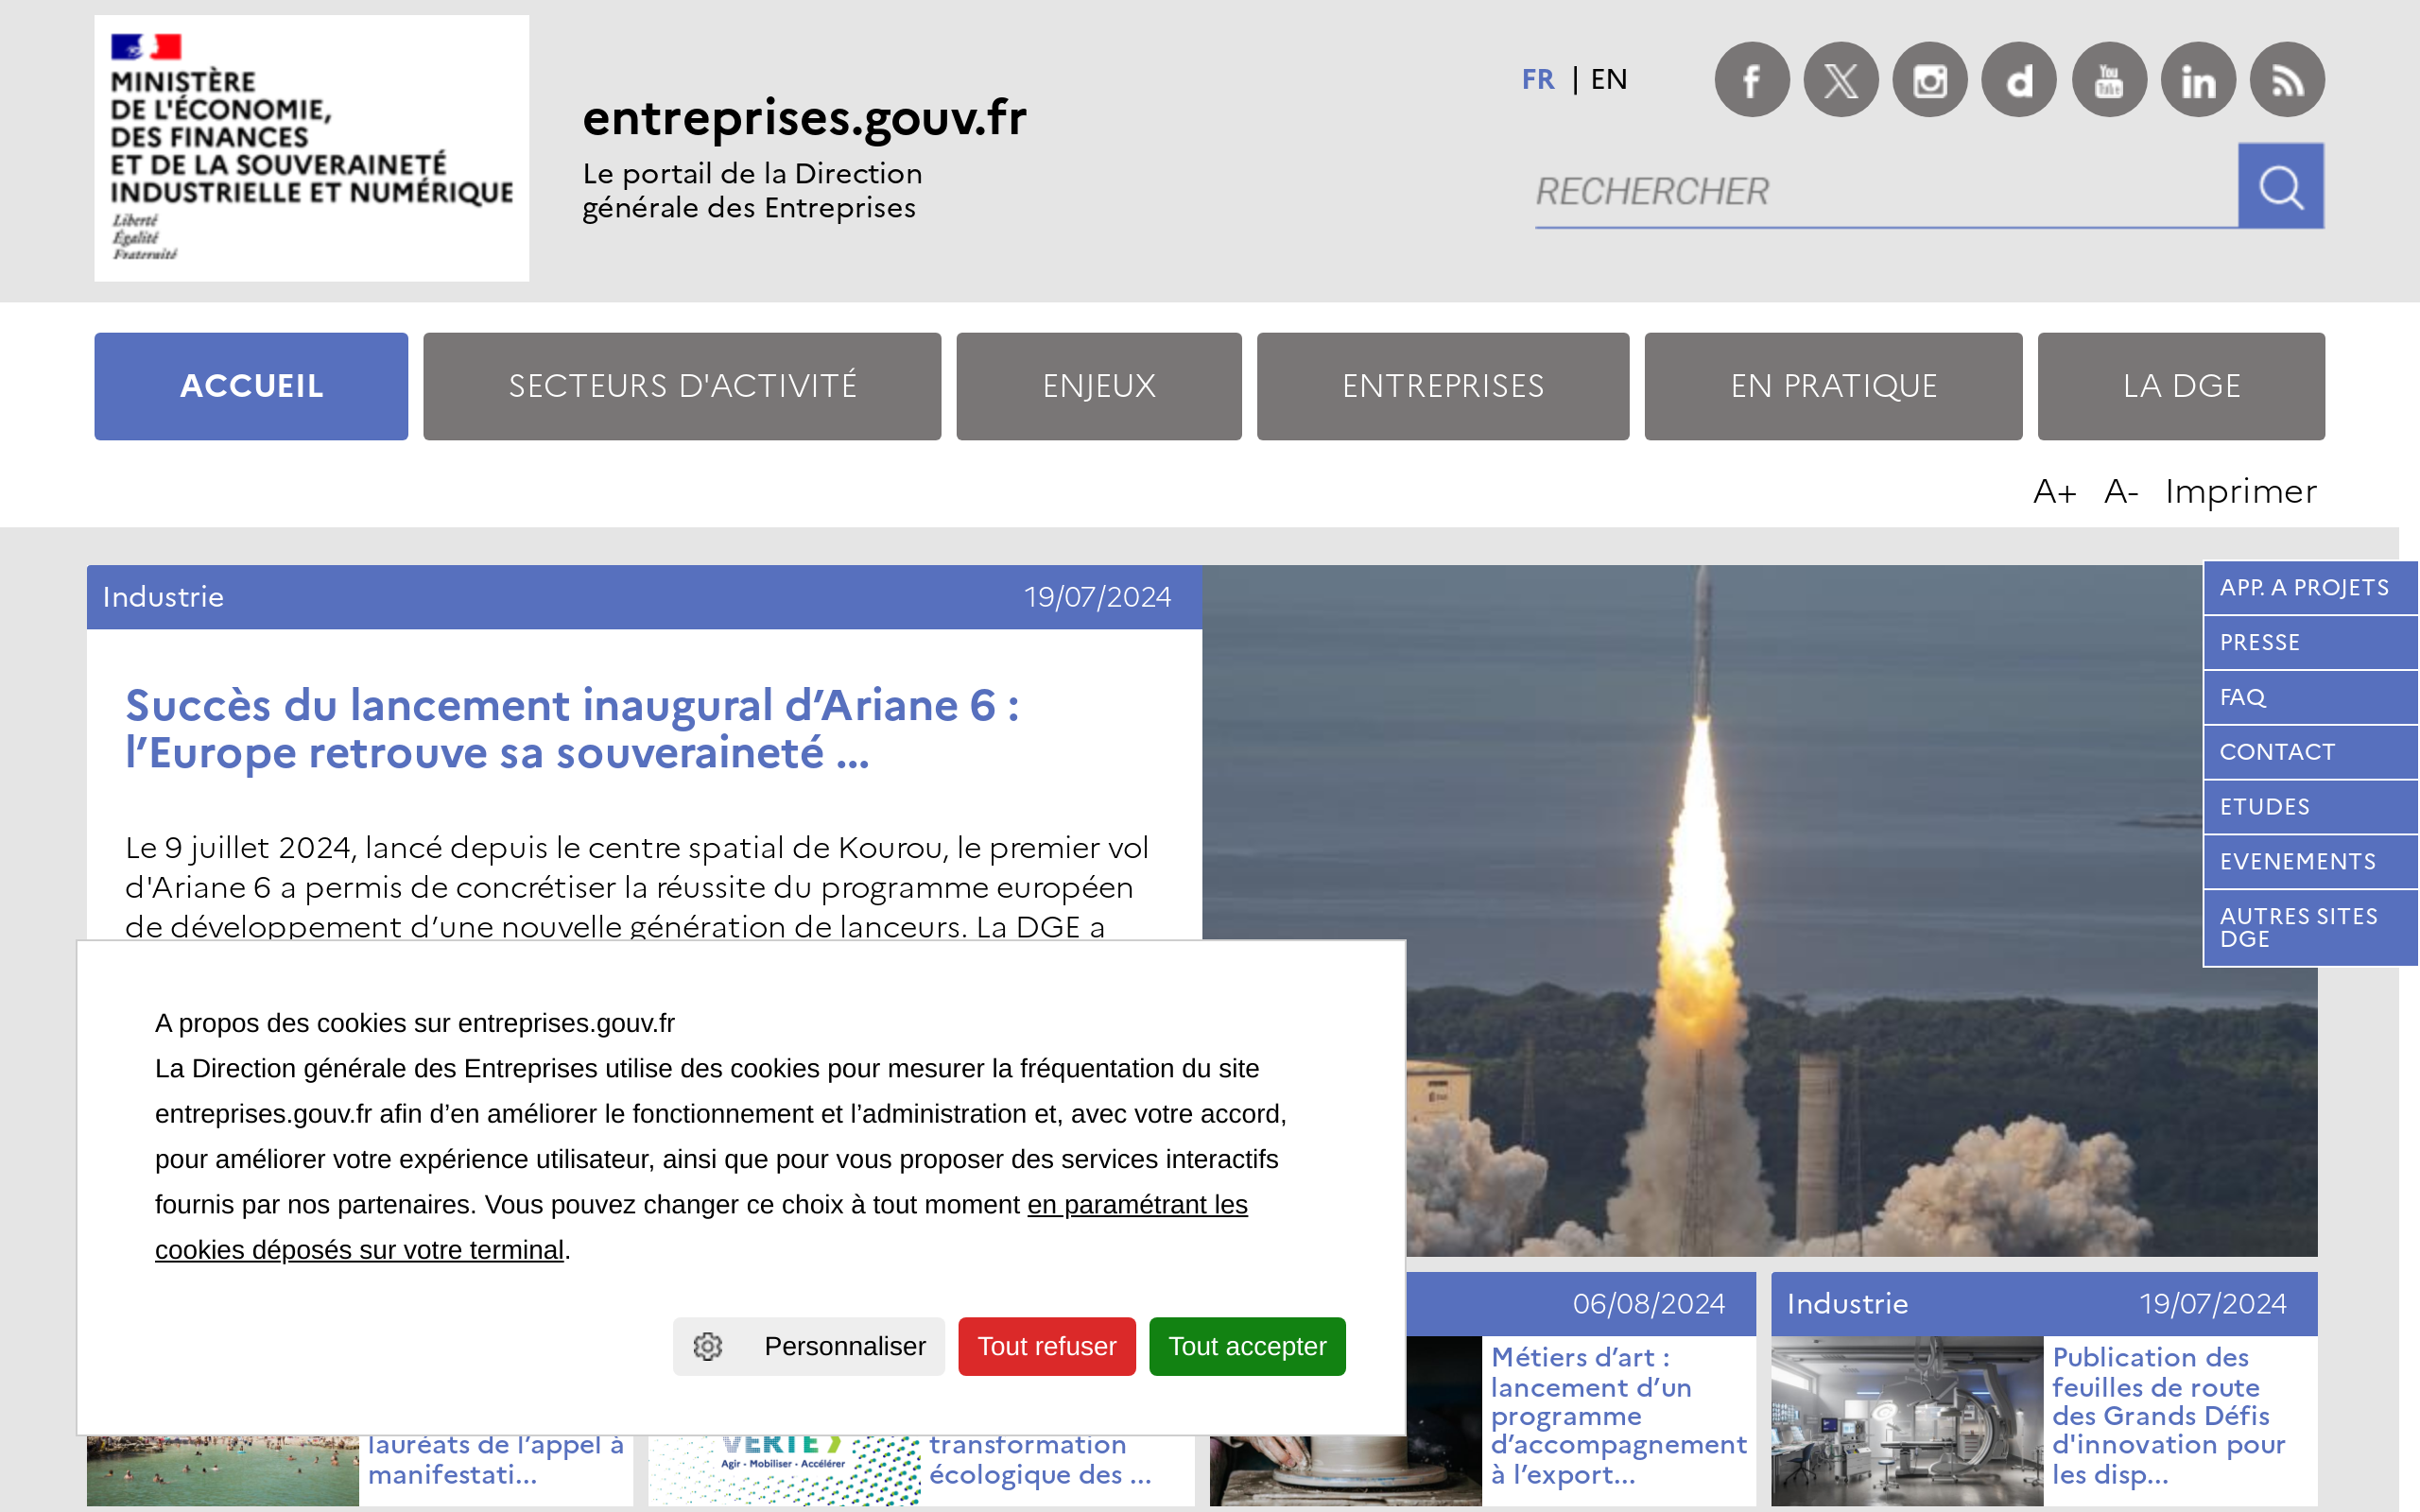 MINISTÈRE
DE L'ÉCONOMIE,
DES FINANCES
ET DE LA SOUVERAINETÉ
INDUSTRIELLE ET NUMÉRIQUE
Liberté
Égalité
Fraternité
entreprises.gouv.fr
Le portail de la Direction
générale des Entreprises
FR | EN
You Tube
RECHERCHER
ACCUEIL
SECTEURS D'ACTIVITÉ
ENJEUX
ENTREPRISES
EN PRATIQUE
LA DGE
A+ A- Imprimer
Industrie 19/07/2024
Succès du lancement inaugural d’Ariane 6 :
l’Europe retrouve sa souveraineté ...
Le 9 juillet 2024, lancé depuis le centre spatial de Kourou, le premier vol
d'Ariane 6 a permis de concrétiser la réussite du programme européen
de développement d’une nouvelle génération de lanceurs. La DGE a
APP. A PROJETS
PRESSE
FAQ
CONTACT
ETUDES
EVENEMENTS
AUTRES SITES
DGE
A propos des cookies sur entreprises.gouv.fr
La Direction générale des Entreprises utilise des cookies pour mesurer la fréquentation du site
entreprises.gouv.fr afin d’en améliorer le fonctionnement et l’administration et, avec votre accord,
pour améliorer votre expérience utilisateur, ainsi que pour vous proposer des services interactifs
fournis par nos partenaires. Vous pouvez changer ce choix à tout moment en paramétrant les
cookies déposés sur votre terminal.
Personnaliser
Tout refuser
Tout accepter
lauréats de l’appel à
manifestati...
VERTE
Agir - Mobiliser - Accélérer
transformation
écologique des ...
06/08/2024
Métiers d’art :
lancement d’un
programme
d’accompagnement
à l’export...
Industrie 19/07/2024
Publication des
feuilles de route
des Grands Défis
d'innovation pour
les disp...